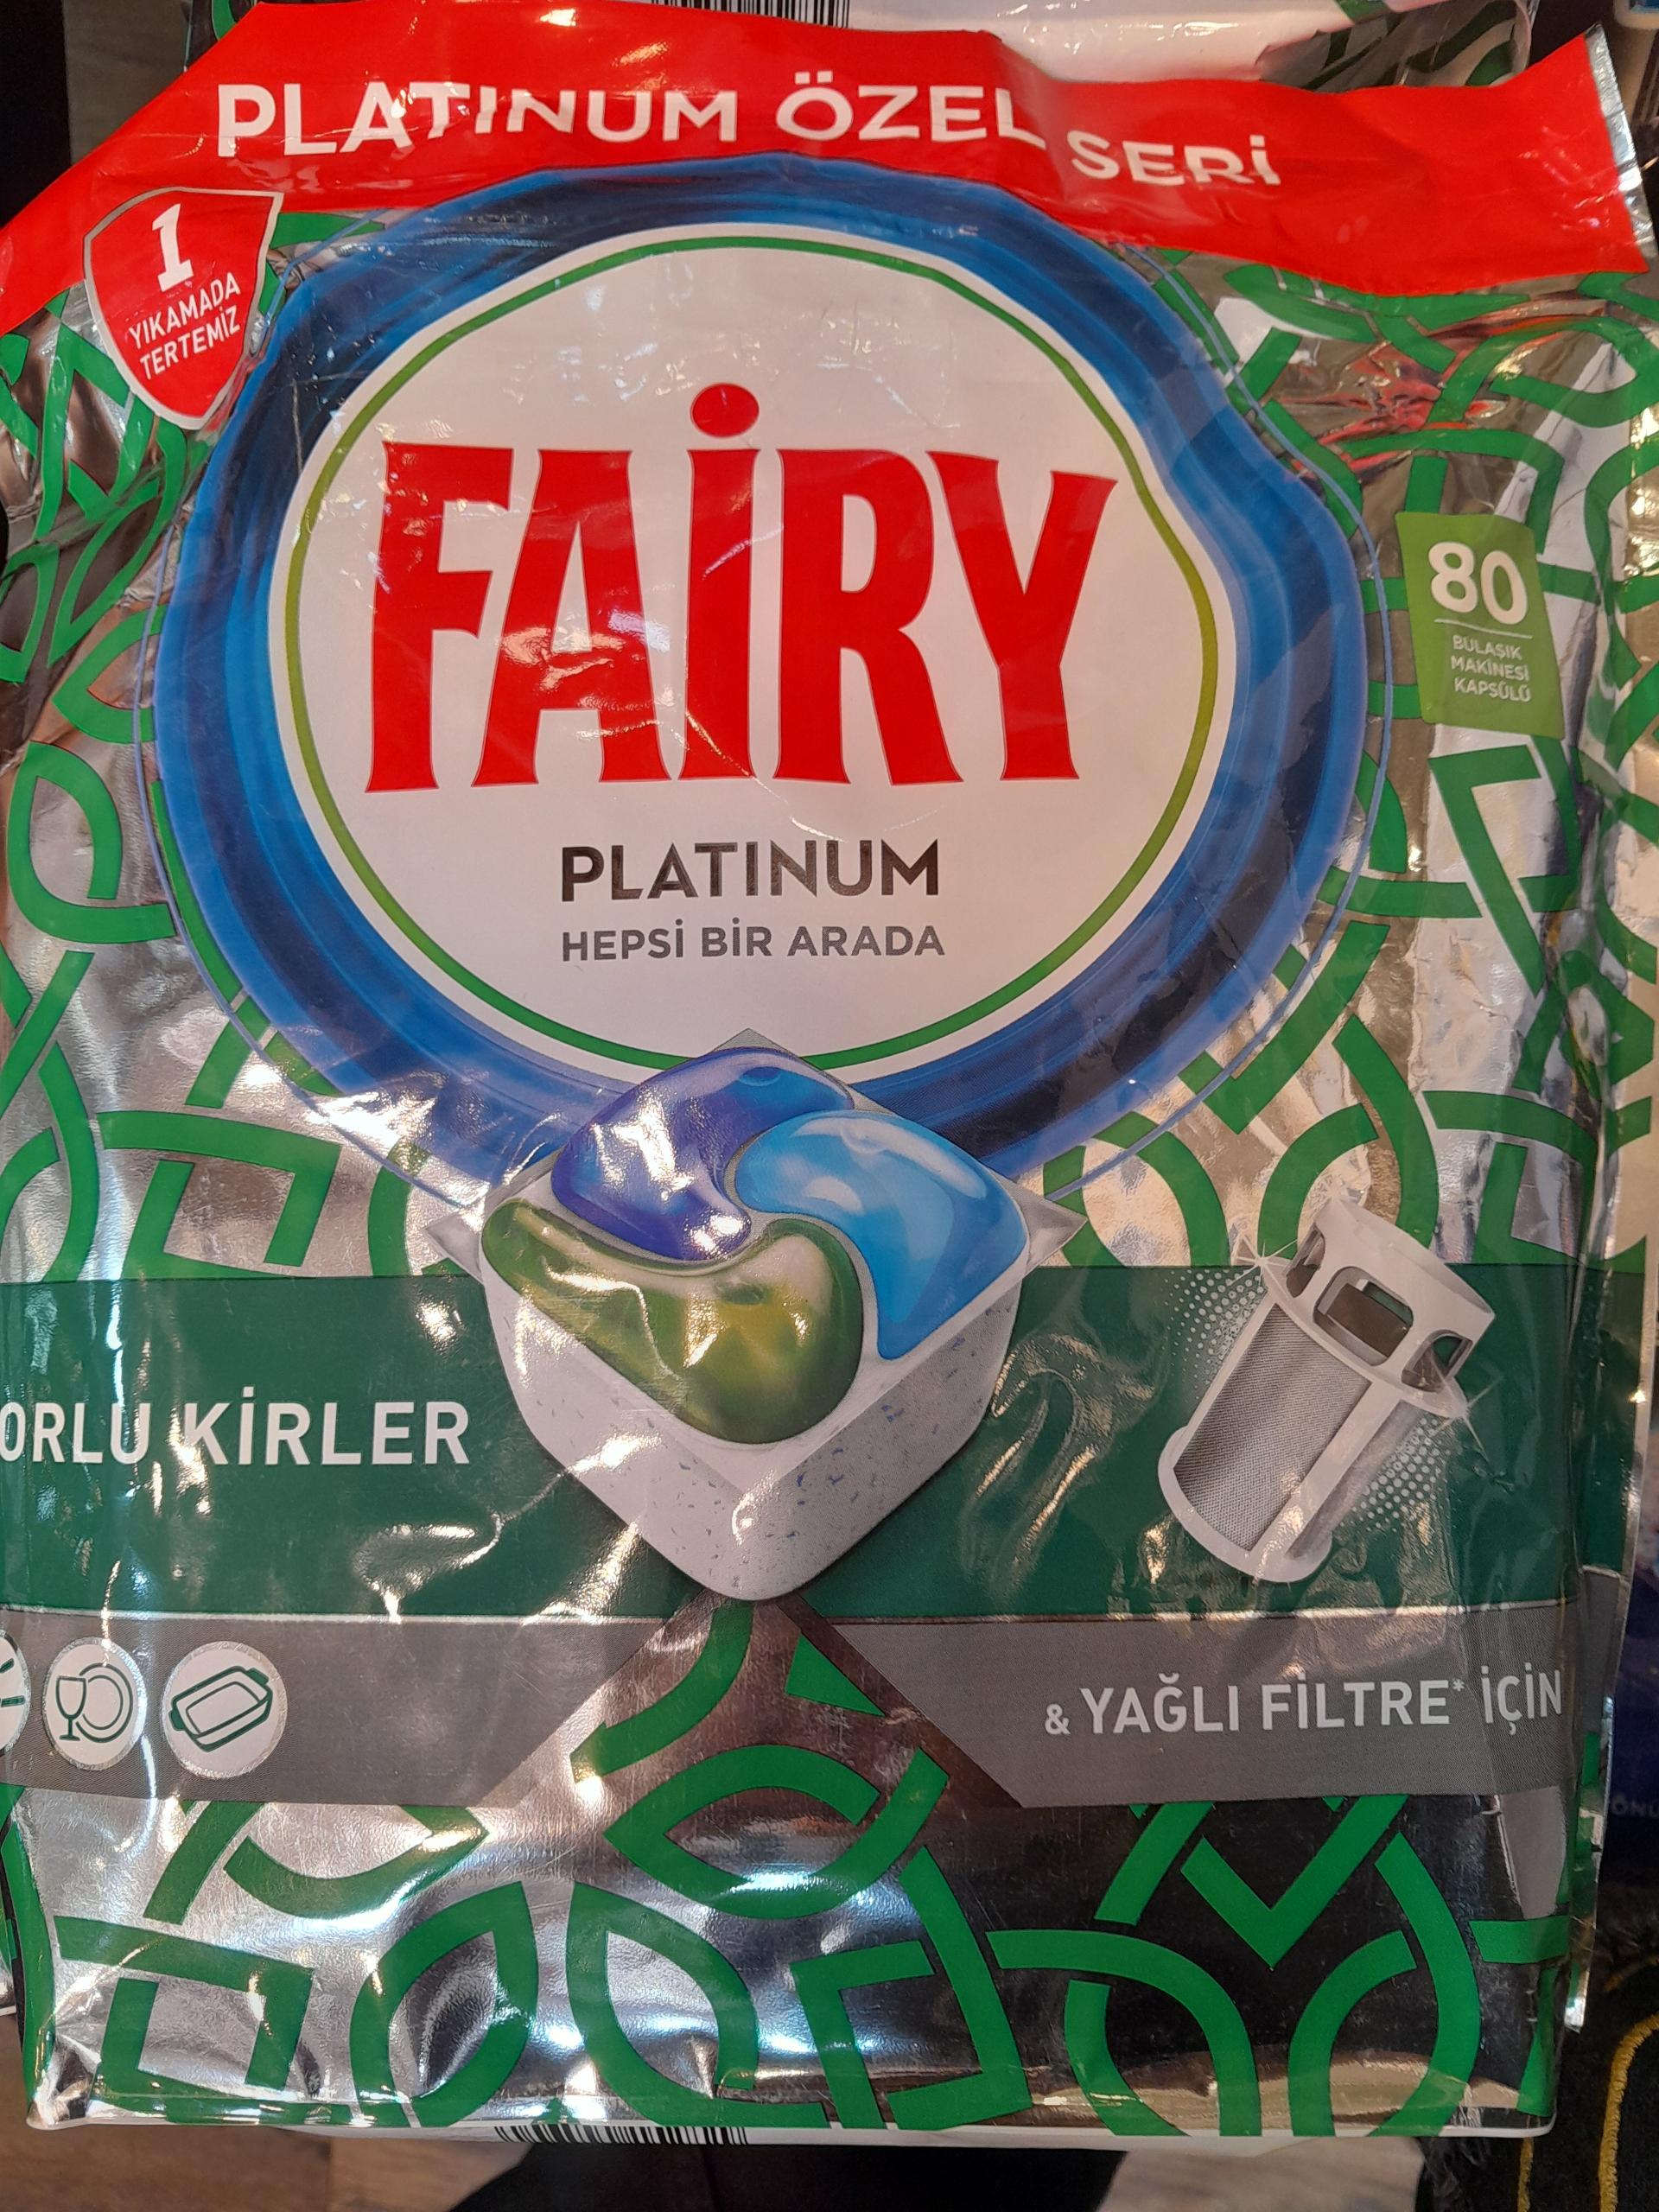 PLATINUM ÖZEL SERİ
1
YIKAMADA
TERTEMİZ
FAİRY
PLATINUM
HEPSİ BİR ARADA
80
BULAŞIK
MAKİNESİ
KAPSÜLÜ
ORLU KİRLER
& YAĞLI FİLTRE* İÇİN